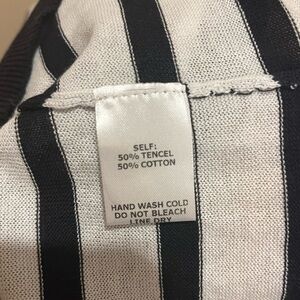 SELF:
50% TENCEL
50% COTTON
HAND WASH COLD
DO NOT BLEACH
LINE DRY